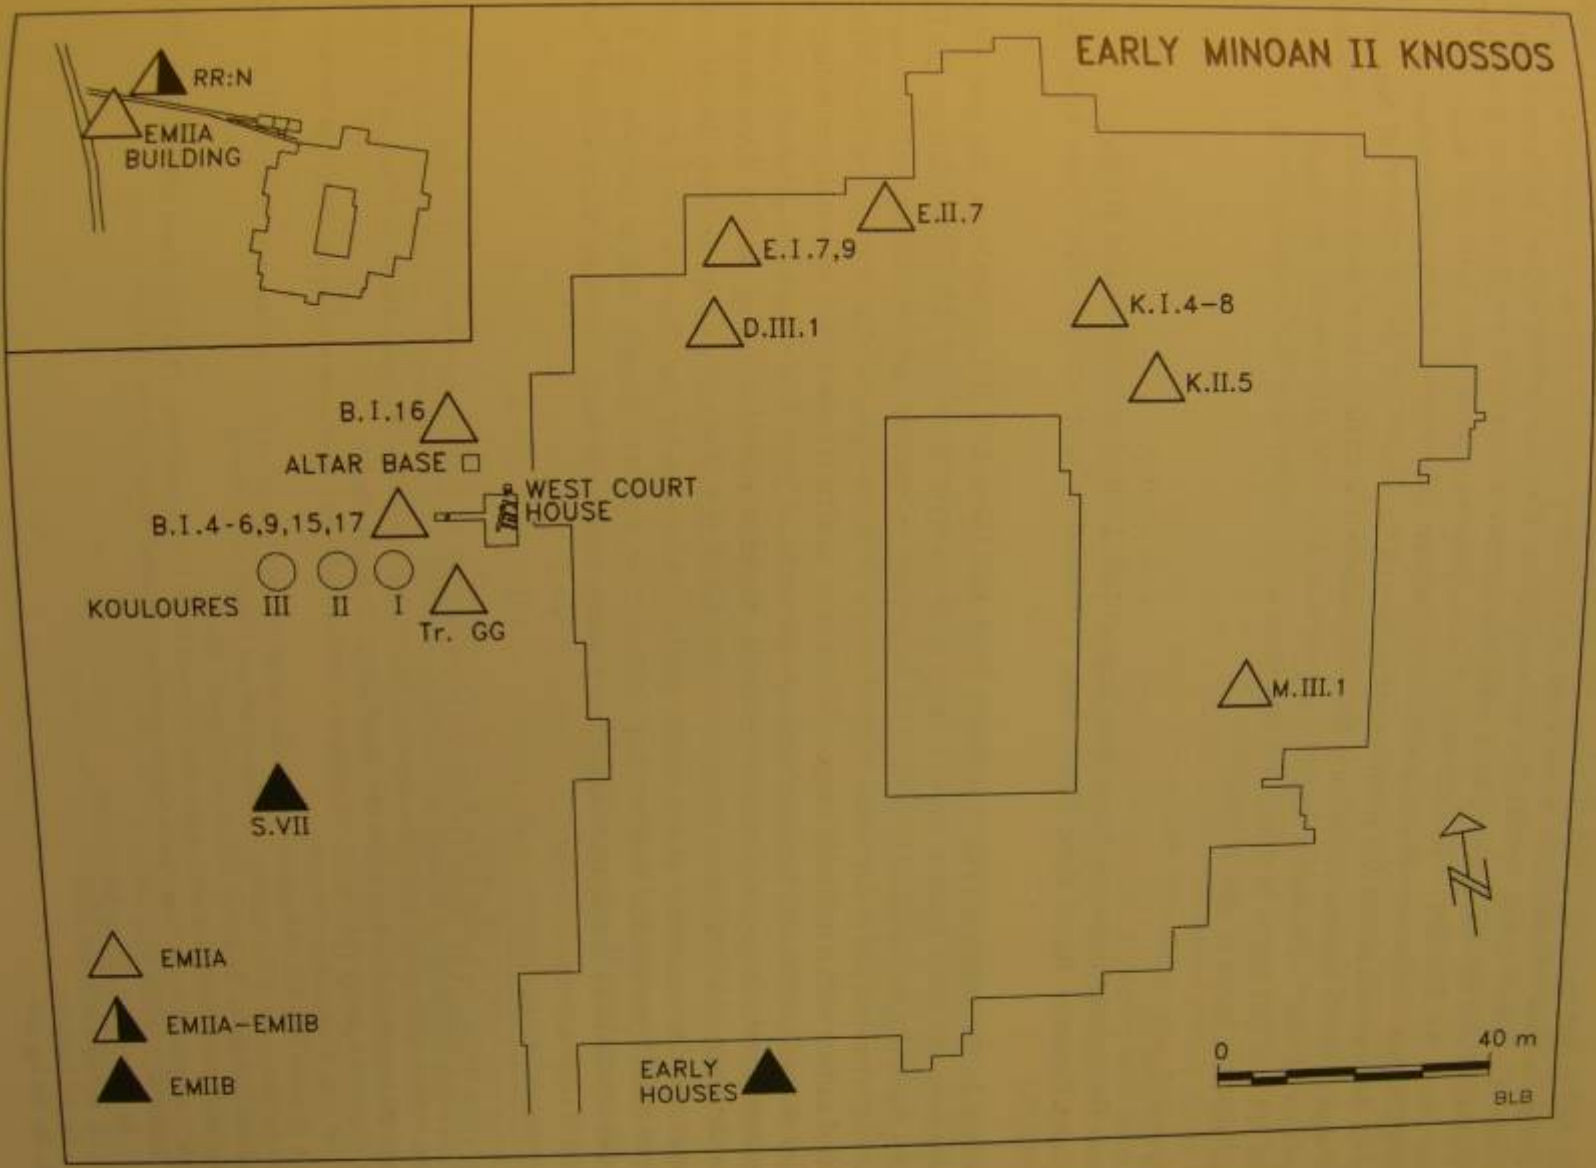 EARLY MINOAN II KNOSSOS
RR:N
EMIIA
BUILDING
E.II.7
E.I.7,9
D.III.1
K.I.4-8
K.II.5
B.I.16
ALTAR BASE
WEST COURT
HOUSE
B.I.4-6,9,15,17
KOULOURES III II I
Tr. GG
M.III.1
S.VII
EMIIA
EMIIA-EMIIB
EMIIB
EARLY
HOUSES
0 40 m
BLB